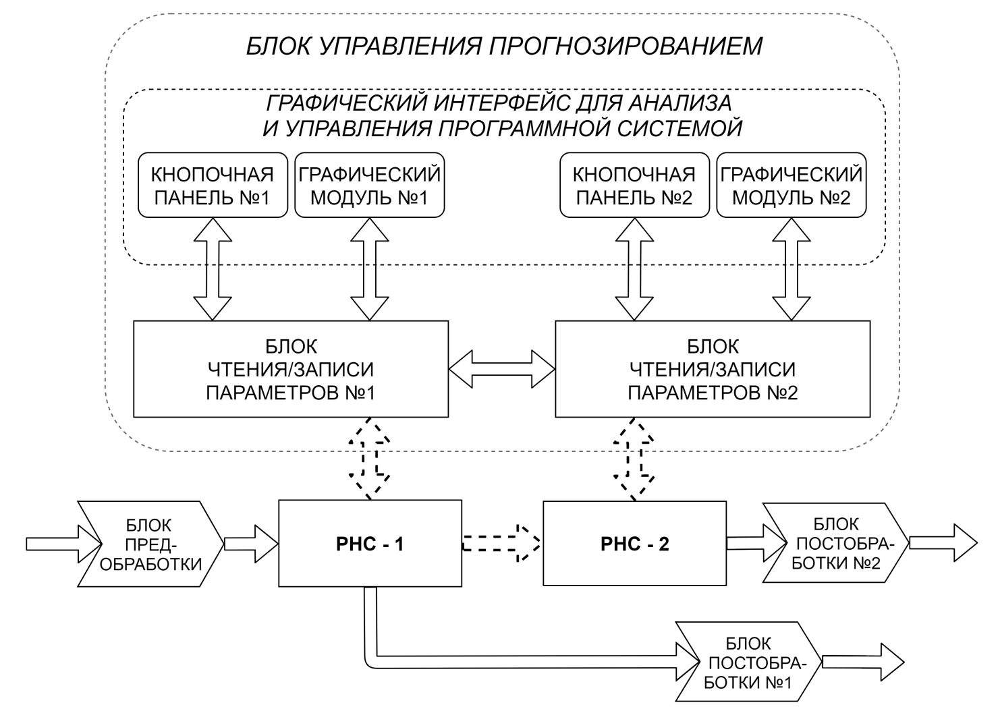 БЛОК УПРАВЛЕНИЯ ПРОГНОЗИРОВАНИЕМ
ГРАФИЧЕСКИЙ ИНТЕРФЕЙС ДЛЯ АНАЛИЗА
И УПРАВЛЕНИЯ ПРОГРАММНОЙ СИСТЕМОЙ
КНОПОЧНАЯ
ПАНЕЛЬ №1
ГРАФИЧЕСКИЙ
МОДУЛЬ №1
КНОПОЧНАЯ
ПАНЕЛЬ №2
ГРАФИЧЕСКИЙ
МОДУЛЬ №2
БЛОК
ЧТЕНИЯ/ЗАПИСИ
ПАРАМЕТРОВ №1
БЛОК
ЧТЕНИЯ/ЗАПИСИ
ПАРАМЕТРОВ №2
БЛОК
ПРЕД-
ОБРАБОТКИ
РНС - 1
РНС - 2
БЛОК
ПОСТОБРА-
БОТКИ №2
БЛОК
ПОСТОБРА-
БОТКИ №1